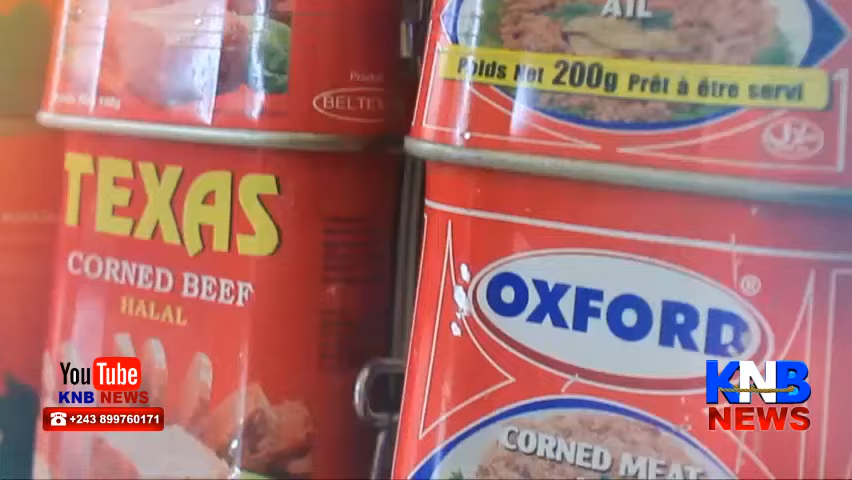 AIL
Poids Net 200g Prêt à être servi
BELTEX
TEXAS
CORNED BEEF
HALAL
OXFORD
®
CORNED MEAT
YouTube
KNB NEWS
+243 899760171
KNB
NEWS